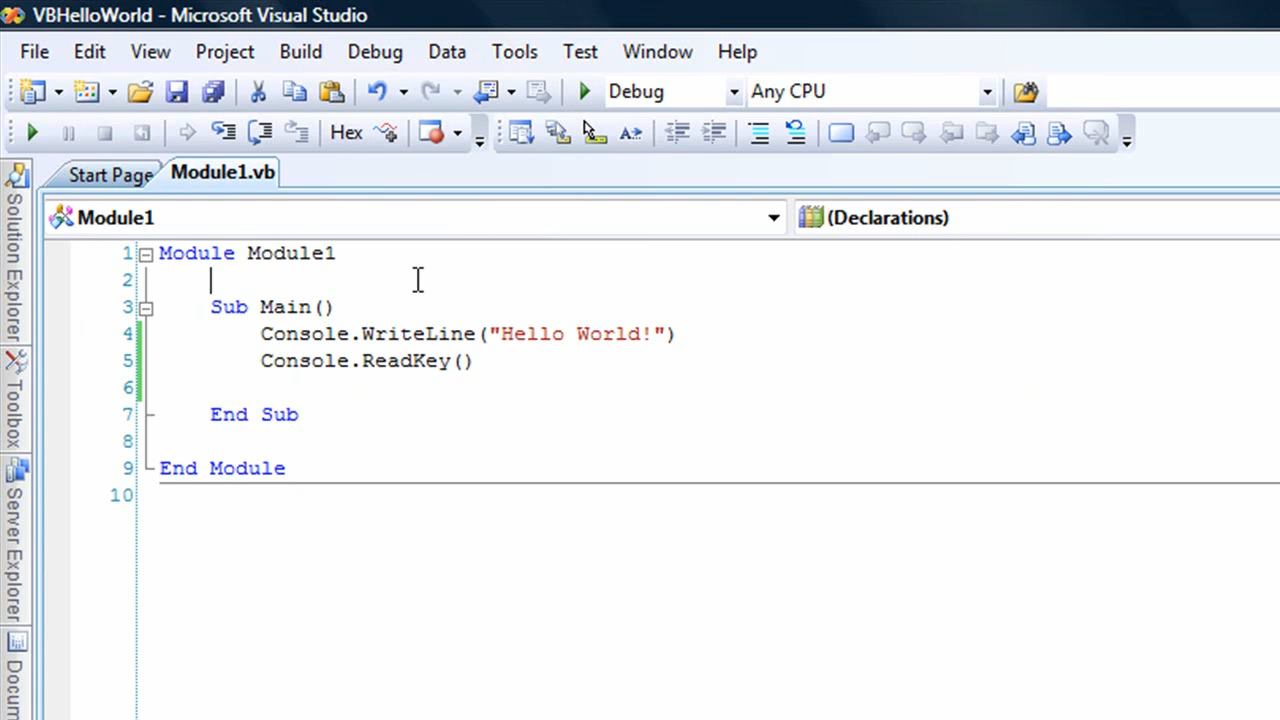 VBHelloWorld - Microsoft Visual Studio
File Edit View Project Build Debug Data Tools Test Window Help
Debug Any CPU
Hex
Start Page Module1.vb
Module1 (Declarations)
1 Module Module1
2
3 Sub Main()
4 Console.WriteLine("Hello World!")
5 Console.ReadKey()
6
7 End Sub
8
9 End Module
10
Solution Explorer
Toolbox
Server Explorer
Docum